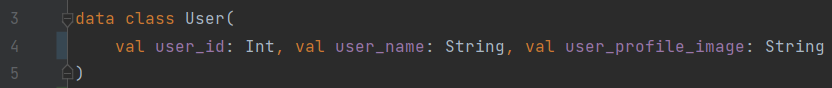 3 data class User(
4     val user_id: Int, val user_name: String, val user_profile_image: String
5 )